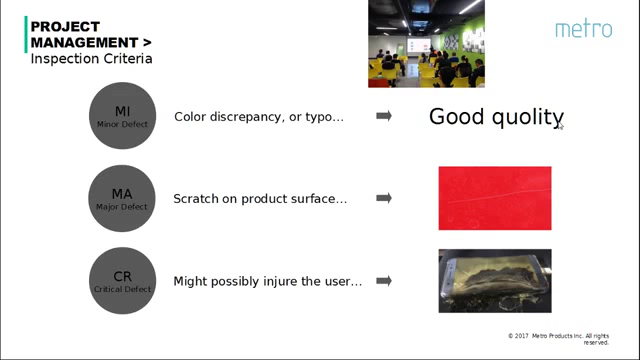 PROJECT
MANAGEMENT >
Inspection Criteria
metro
MI
Minor Defect
Color discrepancy, or typo...
Good quolity
MA
Major Defect
Scratch on product surface...
CR
Critical Defect
Might possibly injure the user...
© 2017 Metro Products Inc. All rights
reserved.